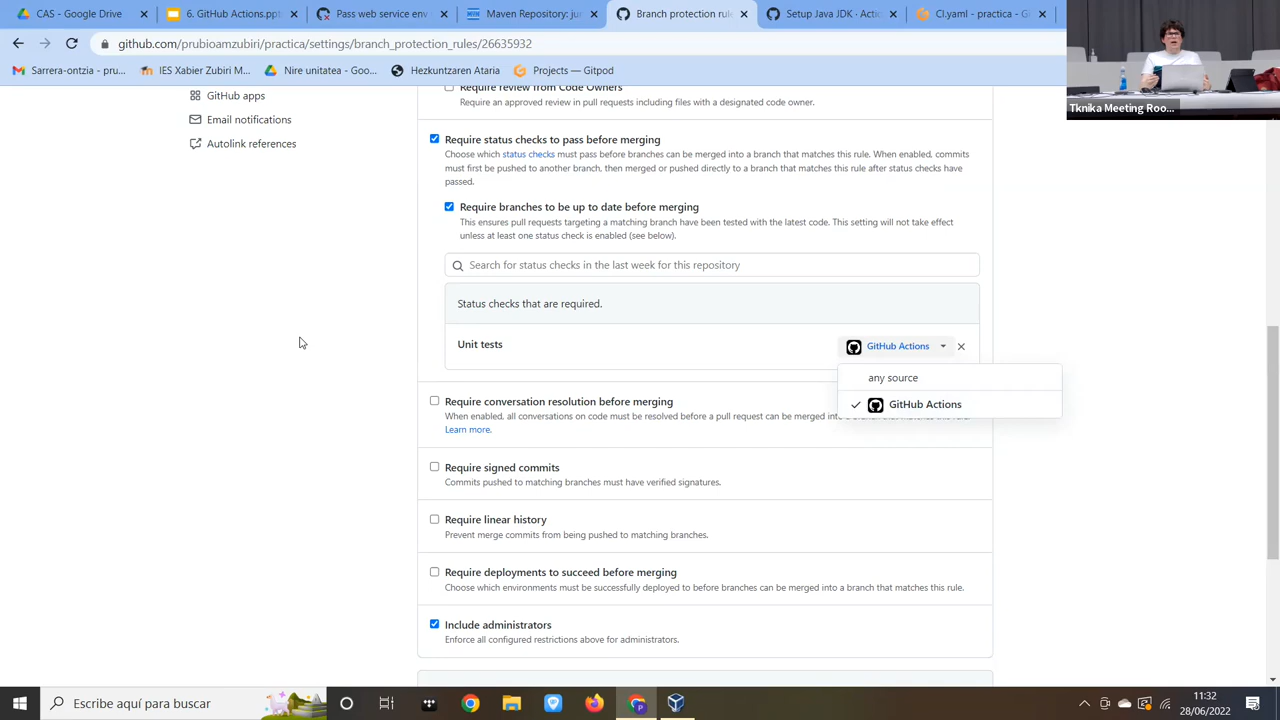 CAS - Google Drive
Presentación1.ppt
Pass web service env
Test Repositories: ju
Branch protection rule
Setup Java JDK · Act
CI.yaml - practica - G
github.com/prubioamzubiri/practica/settings/branch_protection_rules/26635932
Sarrera-ontzia - pru...
IES Xabier Zubiri M...
Nire unitatea - Goo...
Hezkuntzaren Ataria
Projects — Gitpod
Tknika Meeting Roo...
GitHub apps
Email notifications
Autolink references
Require review from Code Owners
Require an approved review in pull requests including files with a designated code owner.
Require status checks to pass before merging
Choose which status checks must pass before branches can be merged into a branch that matches this rule. When enabled, commits
must first be pushed to another branch, then merged or pushed directly to a branch that matches this rule after status checks have
passed.
Require branches to be up to date before merging
This ensures pull requests targeting a matching branch have been tested with the latest code. This setting will not take effect
unless at least one status check is enabled (see below).
Search for status checks in the last week for this repository
Status checks that are required.
Unit tests
GitHub Actions
any source
GitHub Actions
Require conversation resolution before merging
When enabled, all conversations on code must be resolved before a pull request can be merged into a branch that matches this rule.
Learn more.
Require signed commits
Commits pushed to matching branches must have verified signatures.
Require linear history
Prevent merge commits from being pushed to matching branches.
Require deployments to succeed before merging
Choose which environments must be successfully deployed to before branches can be merged into a branch that matches this rule.
Include administrators
Enforce all configured restrictions above for administrators.
Escribe aquí para buscar
11:32
28/06/2022